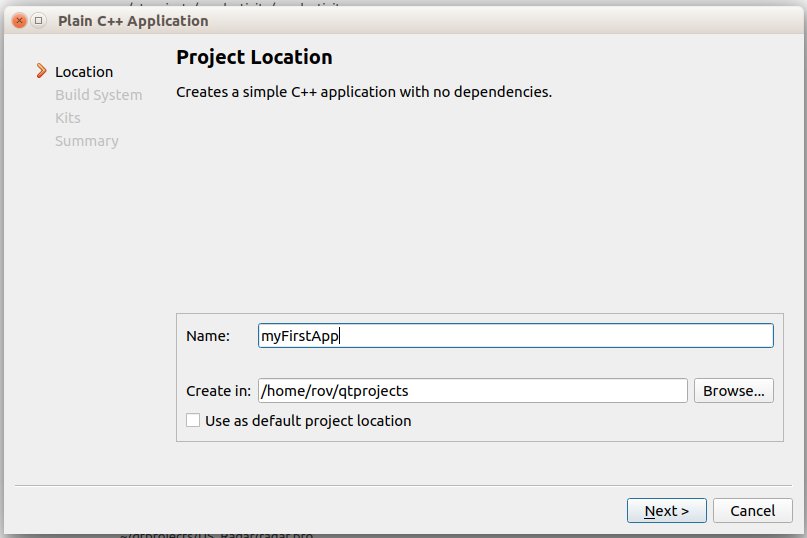 Plain C++ Application
Location
Build System
Kits
Summary
Project Location
Creates a simple C++ application with no dependencies.
Name: myFirstApp
Create in: /home/rov/qtprojects Browse...
Use as default project location
Next > Cancel